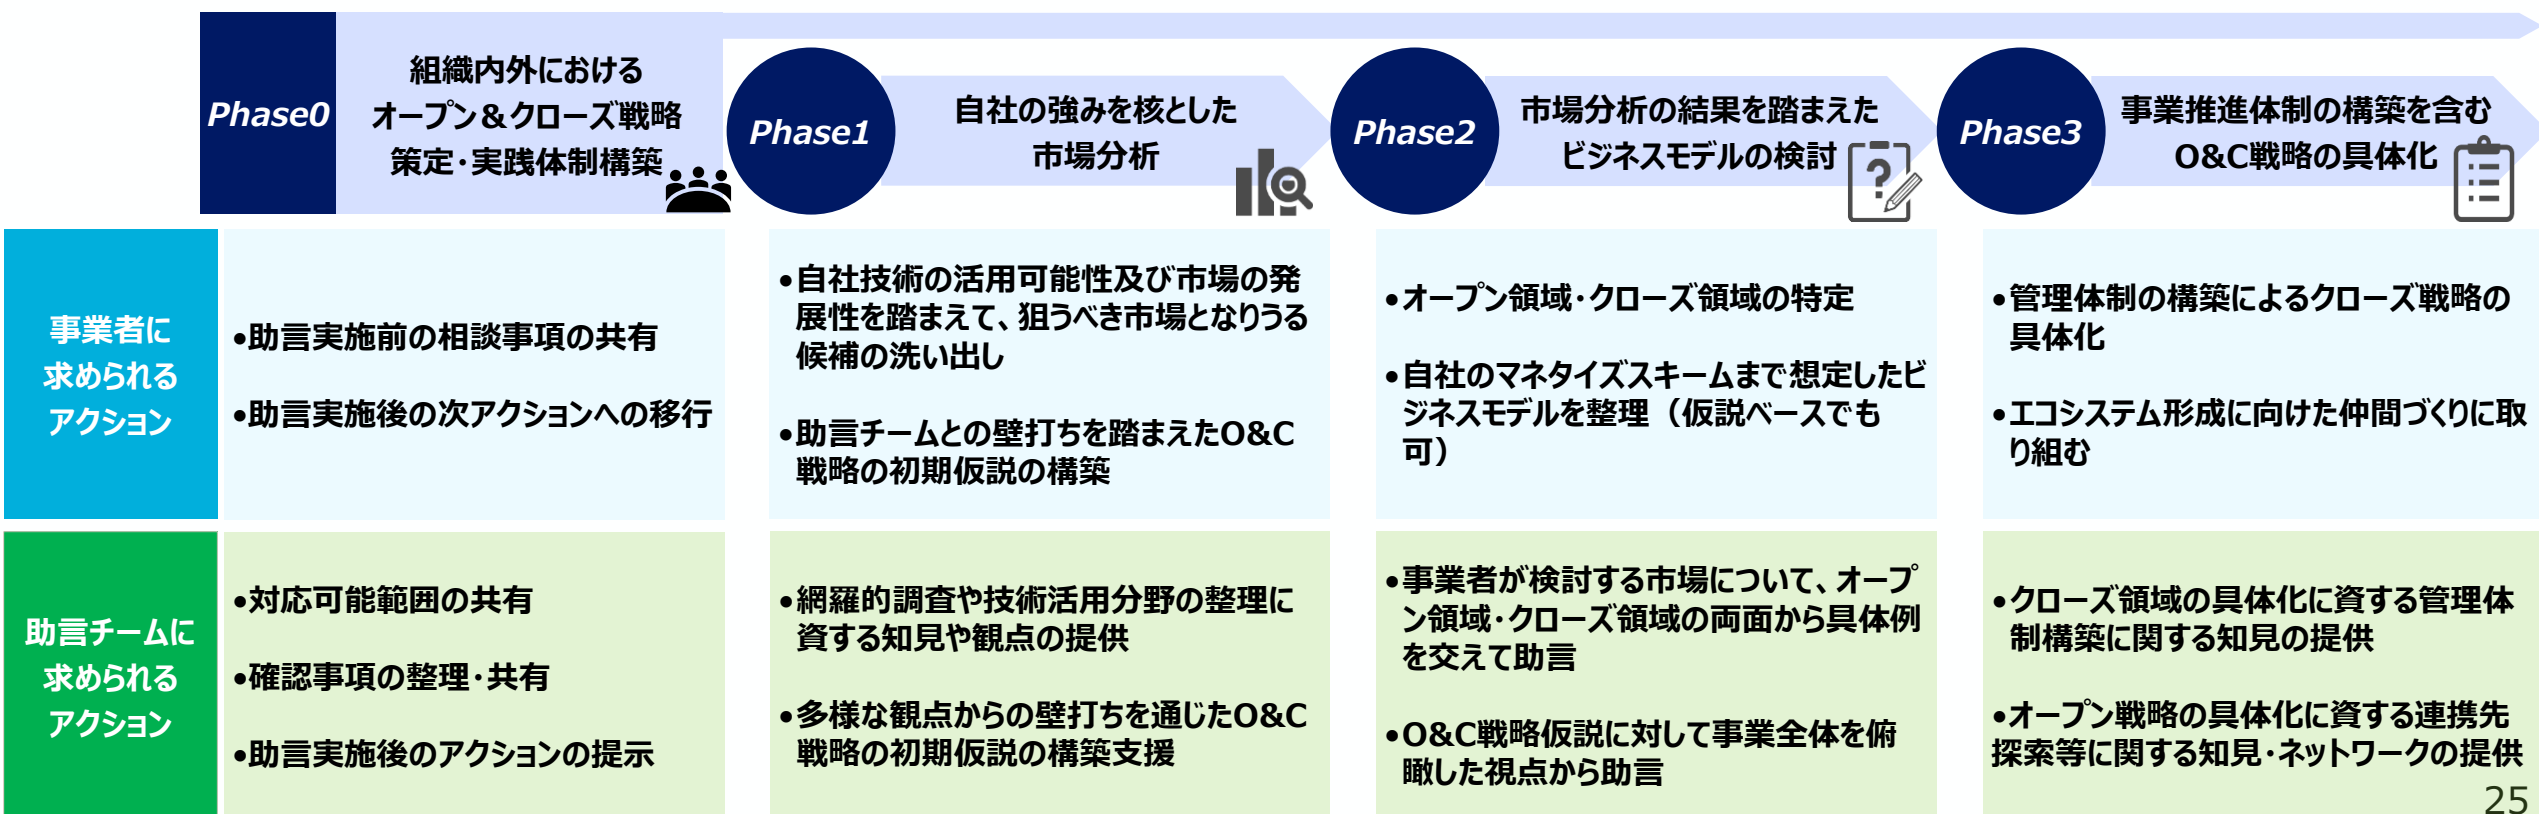 Phase0
組織内外における
オープン＆クローズ戦略
策定・実践体制構築
Phase1
自社の強みを核とした
市場分析
Phase2
市場分析の結果を踏まえた
ビジネスモデルの検討
Phase3
事業推進体制の構築を含む
O&C戦略の具体化
事業者に
求められる
アクション
•助言実施前の相談事項の共有
•助言実施後の次アクションへの移行
•自社技術の活用可能性及び市場の発
展性を踏まえて、狙うべき市場となりうる
候補の洗い出し
•助言チームとの壁打ちを踏まえたO&C
戦略の初期仮説の構築
•オープン領域・クローズ領域の特定
•自社のマネタイズスキームまで想定したビ
ジネスモデルを整理（仮説ベースでも
可）
•管理体制の構築によるクローズ戦略の
具体化
•エコシステム形成に向けた仲間づくりに取
り組む
助言チームに
求められる
アクション
•対応可能範囲の共有
•確認事項の整理・共有
•助言実施後のアクションの提示
•網羅的調査や技術活用分野の整理に
資する知見や観点の提供
•多様な観点からの壁打ちを通じたO&C
戦略の初期仮説の構築支援
•事業者が検討する市場について、オープ
ン領域・クローズ領域の両面から具体例
を交えて助言
•O&C戦略仮説に対して事業全体を俯
瞰した視点から助言
•クローズ領域の具体化に資する管理体
制構築に関する知見の提供
•オープン戦略の具体化に資する連携先
探索等に関する知見・ネットワークの提供
25